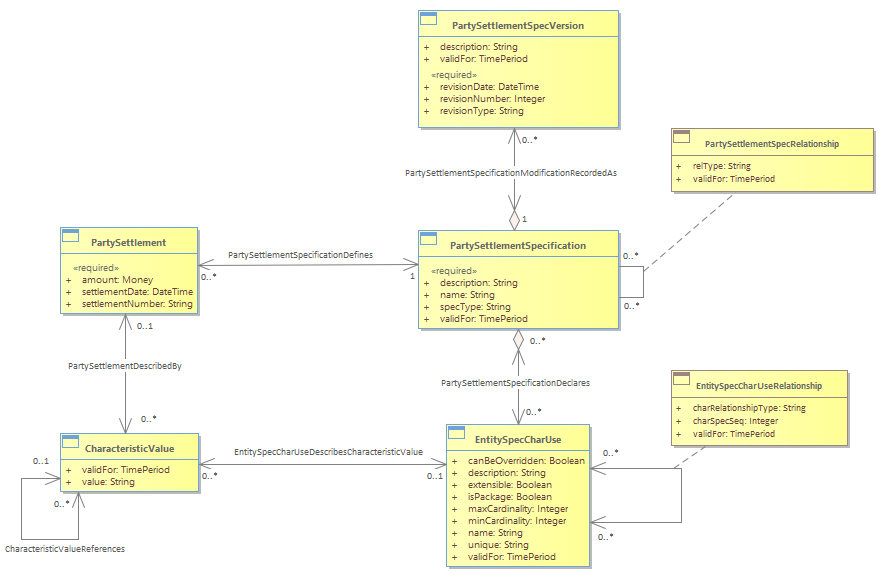 PartySettlementSpecVersion
+ description: String
+ validFor: TimePeriod
«required»
+ revisionDate: DateTime
+ revisionNumber: Integer
+ revisionType: String
0..*
PartySettlementSpecificationModificationRecordedAs
1
PartySettlementSpecRelationship
+ relType: String
+ validFor: TimePeriod
PartySettlement
«required»
+ amount: Money
+ settlementDate: DateTime
+ settlementNumber: String
PartySettlementSpecificationDefines
0..*
1
PartySettlementSpecification
«required»
+ description: String
+ name: String
+ specType: String
+ validFor: TimePeriod
0..*
0..*
0..1
PartySettlementDescribedBy
0..*
0..*
PartySettlementSpecificationDeclares
0..*
EntitySpecCharUseRelationship
+ charRelationshipType: String
+ charSpecSeq: Integer
+ validFor: TimePeriod
CharacteristicValue
+ validFor: TimePeriod
+ value: String
EntitySpecCharUseDescribesCharacteristicValue
0..*
0..1
EntitySpecCharUse
+ canBeOverridden: Boolean
+ description: String
+ extensible: Boolean
+ isPackage: Boolean
+ maxCardinality: Integer
+ minCardinality: Integer
+ name: String
+ unique: String
+ validFor: TimePeriod
0..*
0..*
0..1
0..*
CharacteristicValueReferences